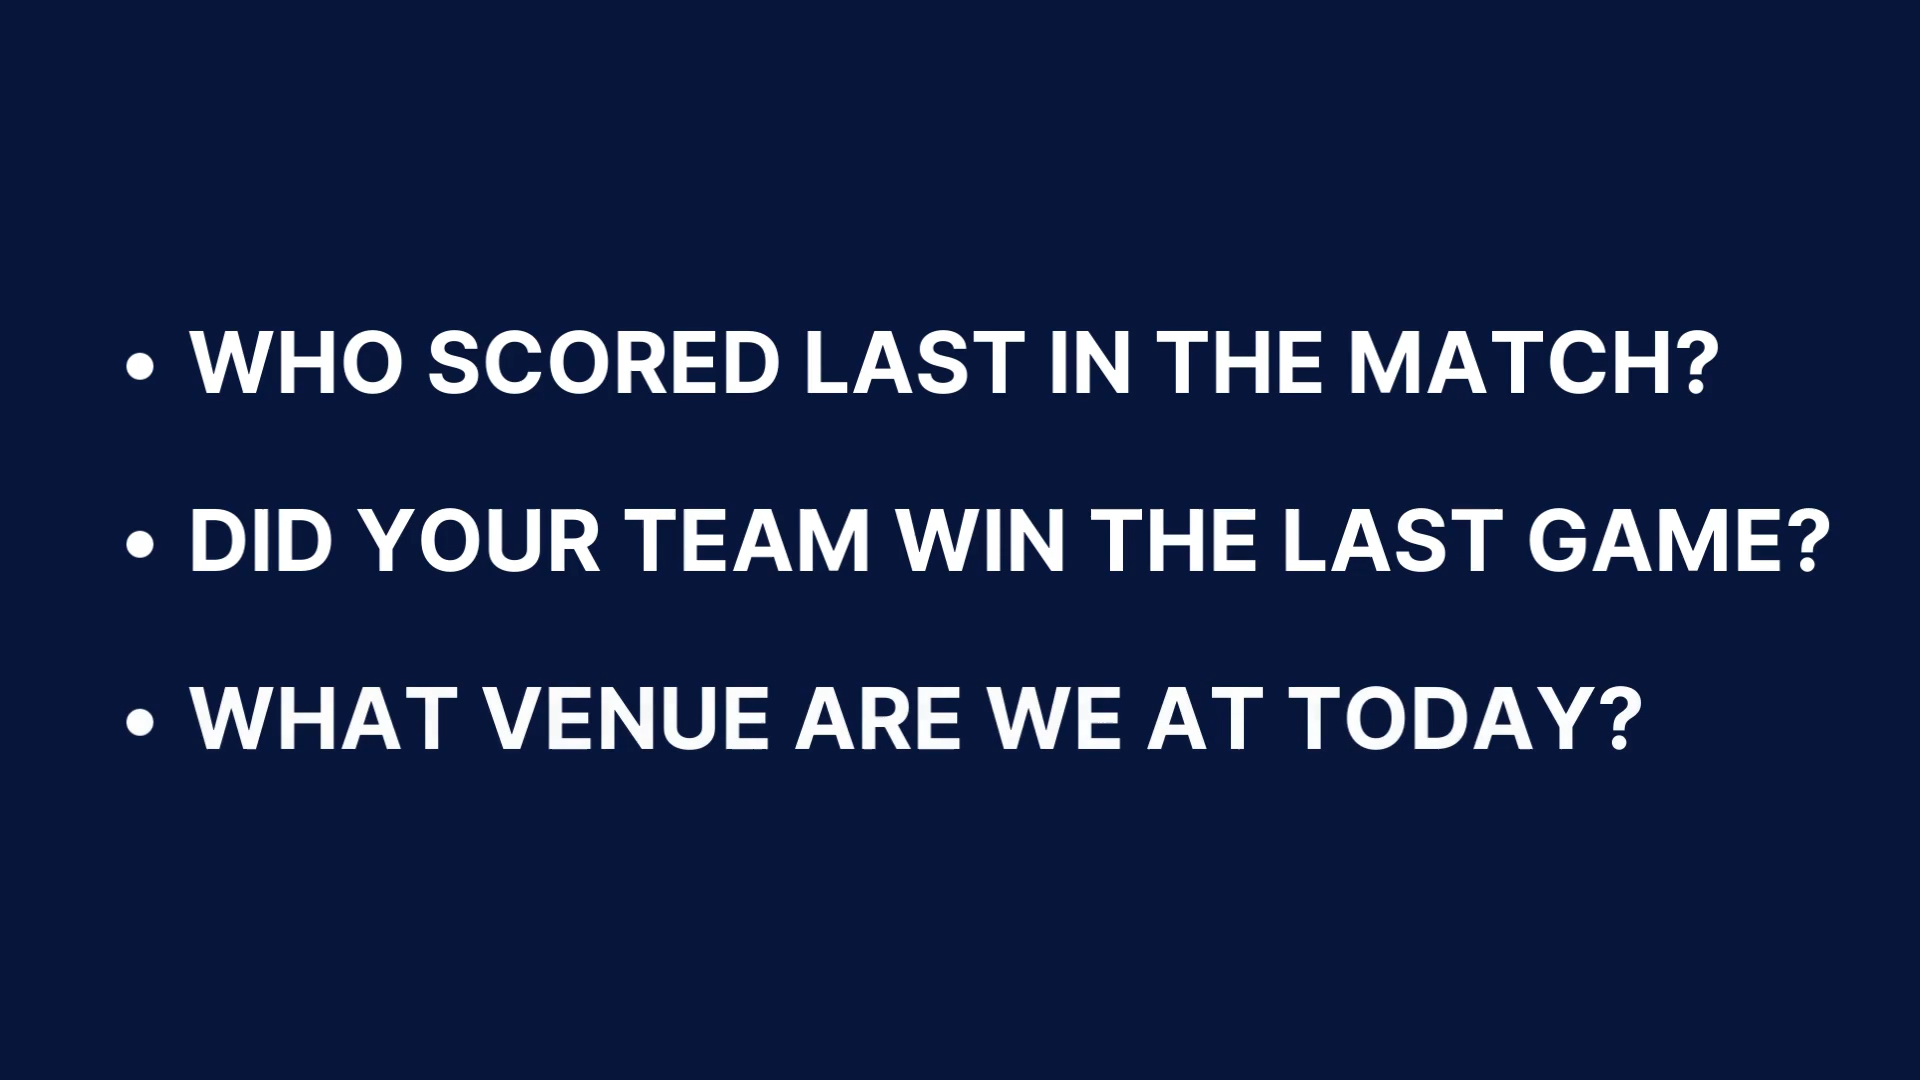 • WHO SCORED LAST IN THE MATCH?
• DID YOUR TEAM WIN THE LAST GAME?
• WHAT VENUE ARE WE AT TODAY?